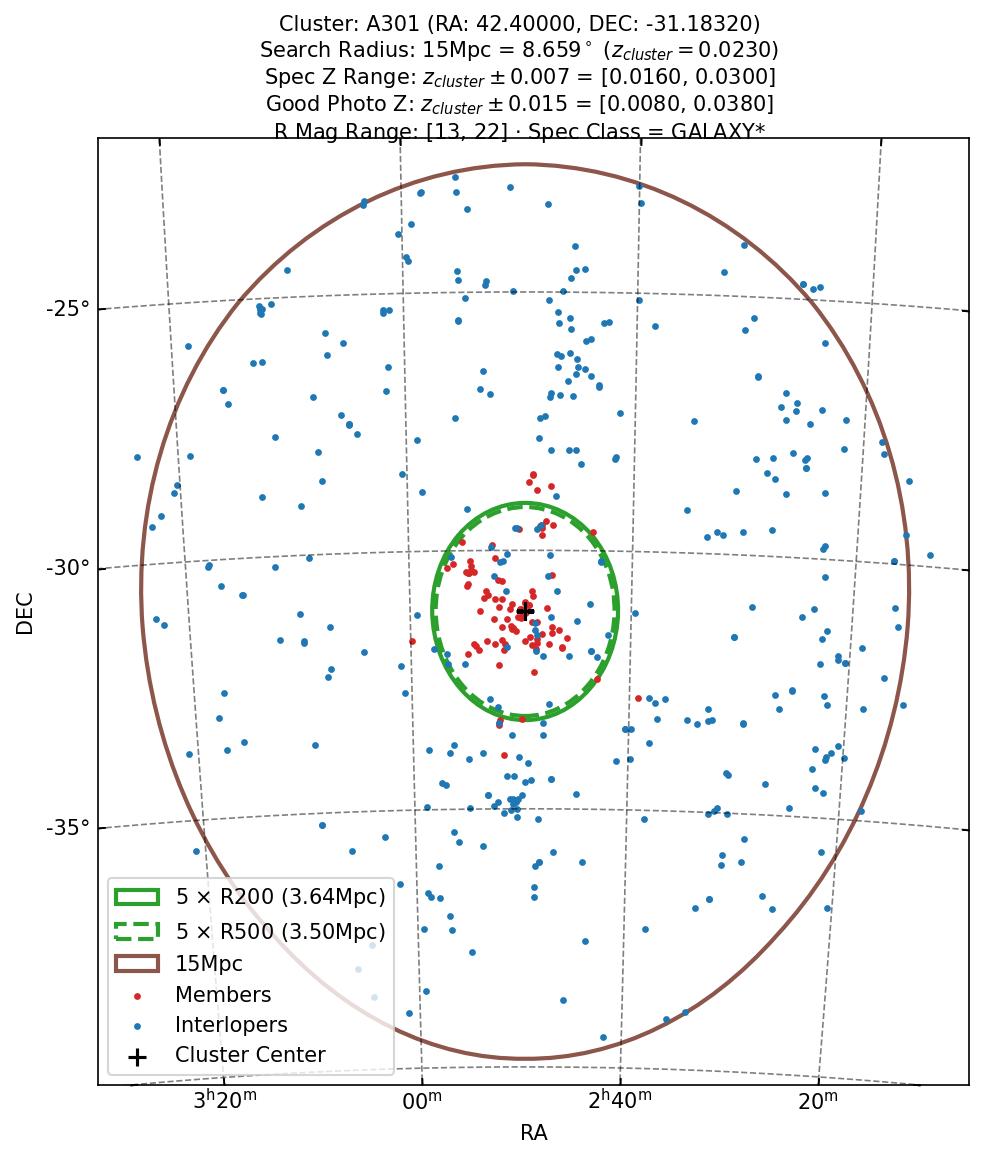 Cluster: A301 (RA: 42.40000, DEC: -31.18320)
Search Radius: 15Mpc = 8.659° (z_cluster = 0.0230)
Spec Z Range: z_cluster ± 0.007 = [0.0160, 0.0300]
Good Photo Z: z_cluster ± 0.015 = [0.0080, 0.0380]
R Mag Range: [13, 22] · Spec Class = GALAXY*
-25°
-30°
DEC
-35°
5 × R200 (3.64Mpc)
5 × R500 (3.50Mpc)
15Mpc
Members
Interlopers
Cluster Center
3ʰ20ᵐ 00ᵐ 2ʰ40ᵐ 20ᵐ
RA